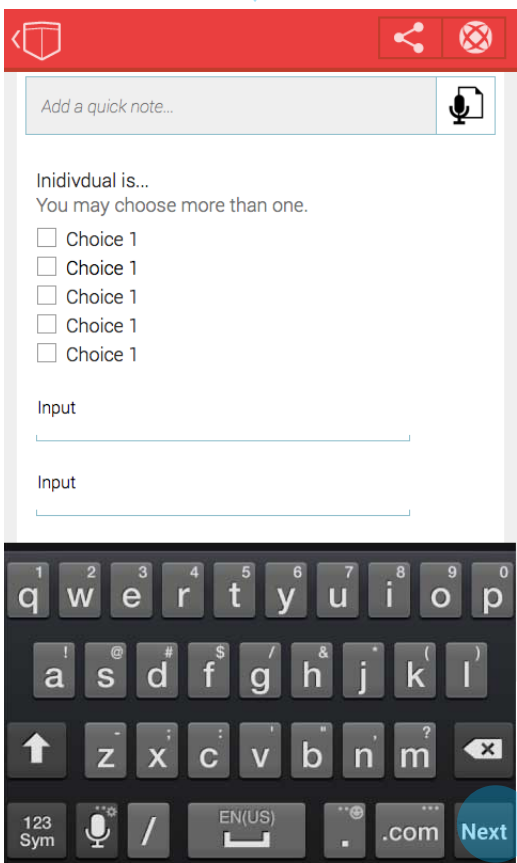 Add a quick note...
Inidivdual is...
You may choose more than one.
Choice 1
Choice 1
Choice 1
Choice 1
Choice 1
Input
Input
1 2 3 4 5 6 7 8 9 0
q w e r t y u i o p
! @ # $ / & * ( )
a s d f g h j k l
- ; : ' " , ?
z x c v b n m
123 Sym / EN(US) . .com Next